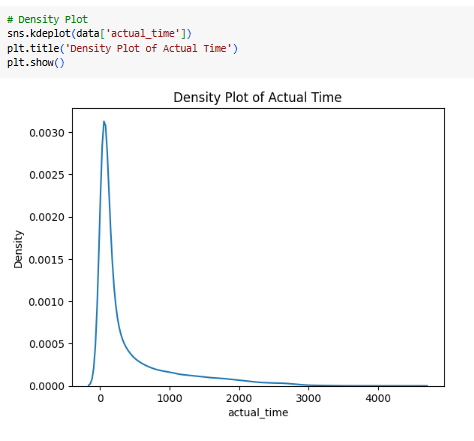 # Density Plot
sns.kdeplot(data['actual_time'])
plt.title('Density Plot of Actual Time')
plt.show()
Density Plot of Actual Time
0.0030
0.0025
0.0020
0.0015
0.0010
0.0005
0.0000
Density
0 1000 2000 3000 4000
actual_time